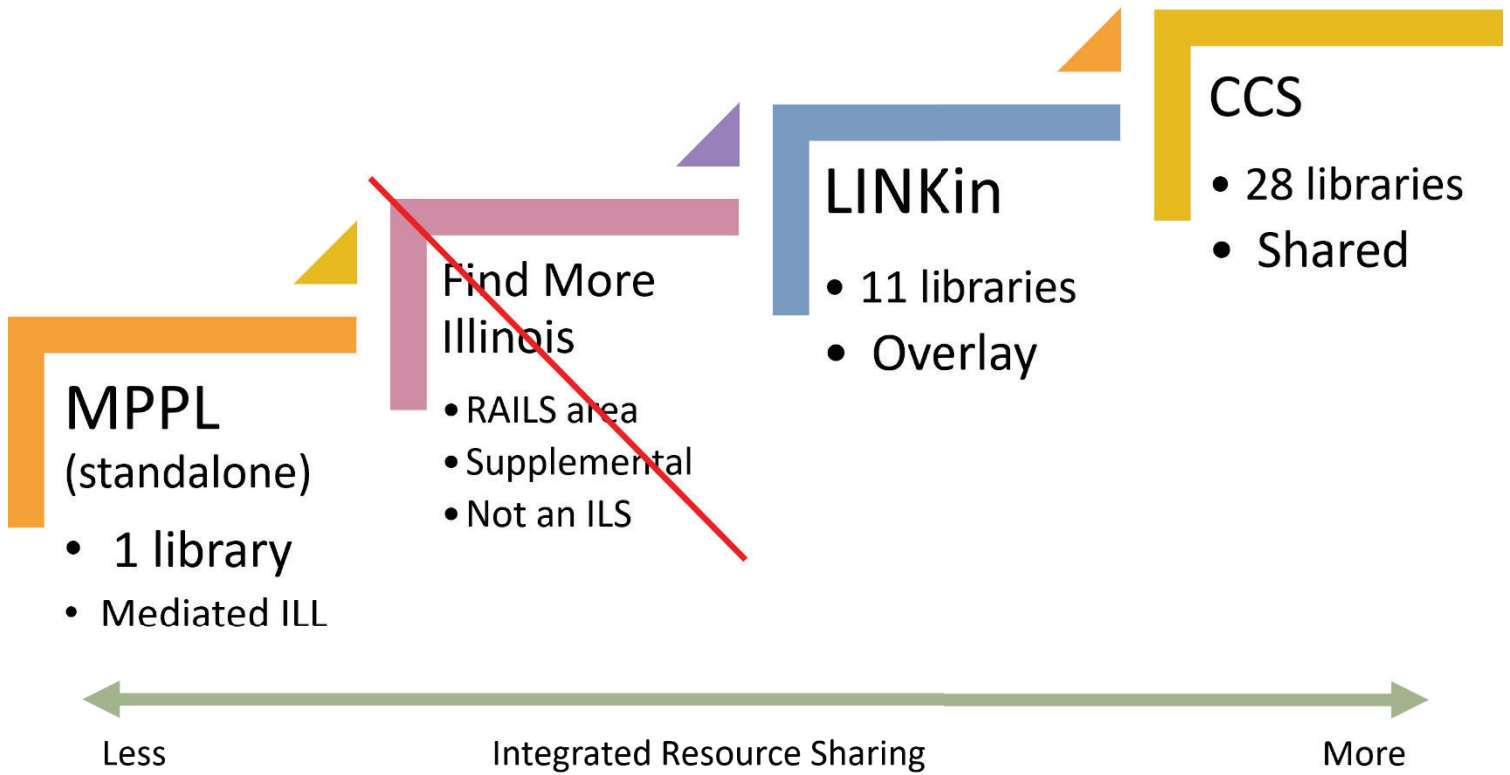 MPPL
(standalone)
• 1 library
• Mediated ILL
Find More
Illinois
• RAILS area
• Supplemental
• Not an ILS
LINKin
• 11 libraries
• Overlay
CCS
• 28 libraries
• Shared
Less
Integrated Resource Sharing
More